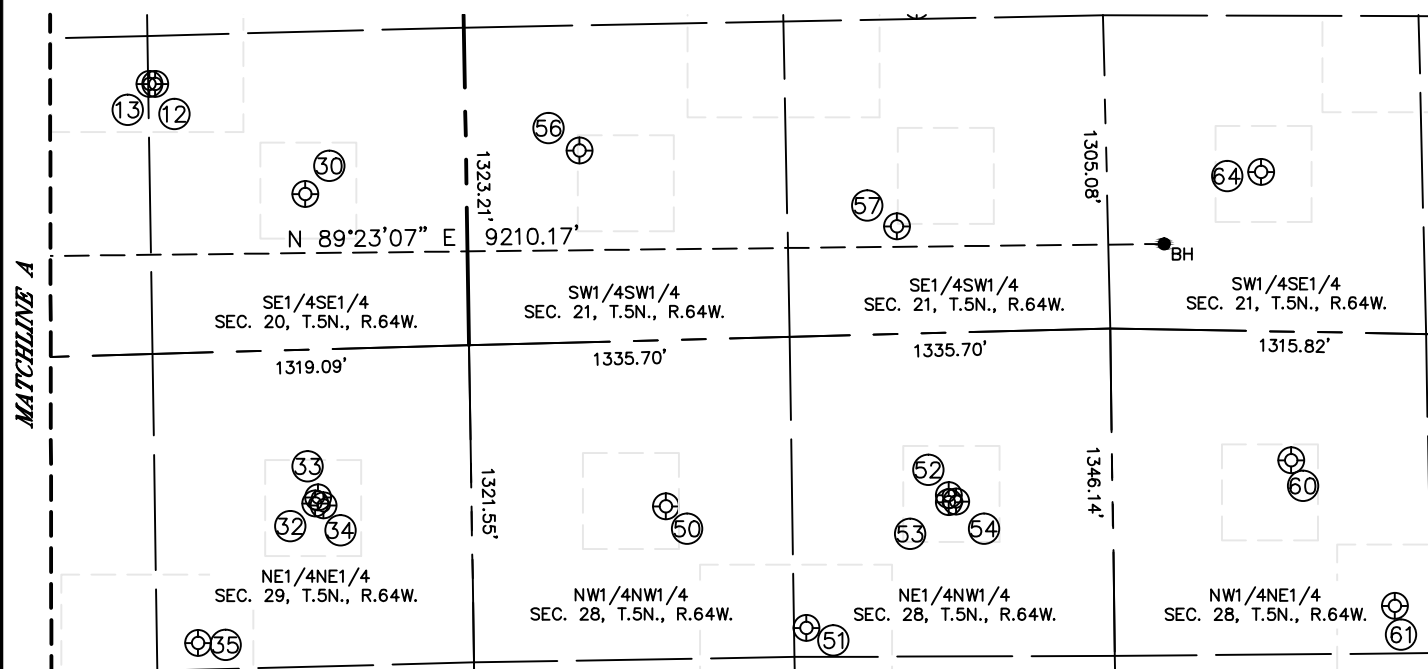 13
12
56
30
1323.21'
1305.08'
64
57
N 89°23'07" E 9210.17'
BH
MATCHLINE A
SE1/4SE1/4
SEC. 20, T.5N., R.64W.
SW1/4SW1/4
SEC. 21, T.5N., R.64W.
SE1/4SW1/4
SEC. 21, T.5N., R.64W.
SW1/4SE1/4
SEC. 21, T.5N., R.64W.
1319.09'
1335.70'
1335.70'
1315.82'
33
32
34
1321.55'
50
52
53
54
1346.14'
60
NE1/4NE1/4
SEC. 29, T.5N., R.64W.
NW1/4NW1/4
SEC. 28, T.5N., R.64W.
NE1/4NW1/4
SEC. 28, T.5N., R.64W.
NW1/4NE1/4
SEC. 28, T.5N., R.64W.
35
51
61